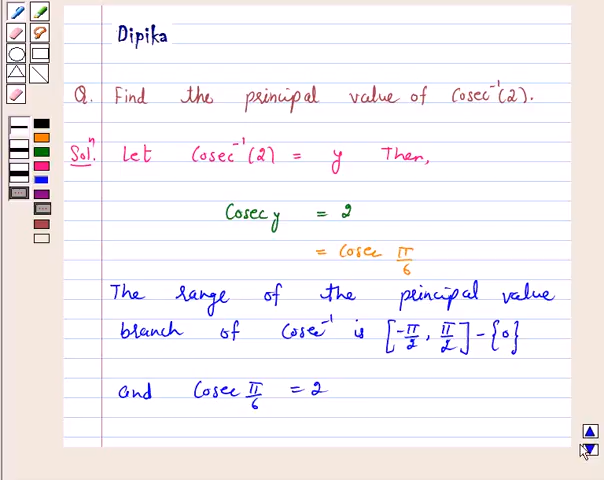 Dipika
Q. Find the principal value of Cosec⁻¹(2).
Solⁿ. Let Cosec⁻¹(2) = y Then,
Cosec y = 2
= Cosec π/6
The range of the principal value
branch of Cosec⁻¹ is [-π/2, π/2] - {0}
and Cosec π/6 = 2